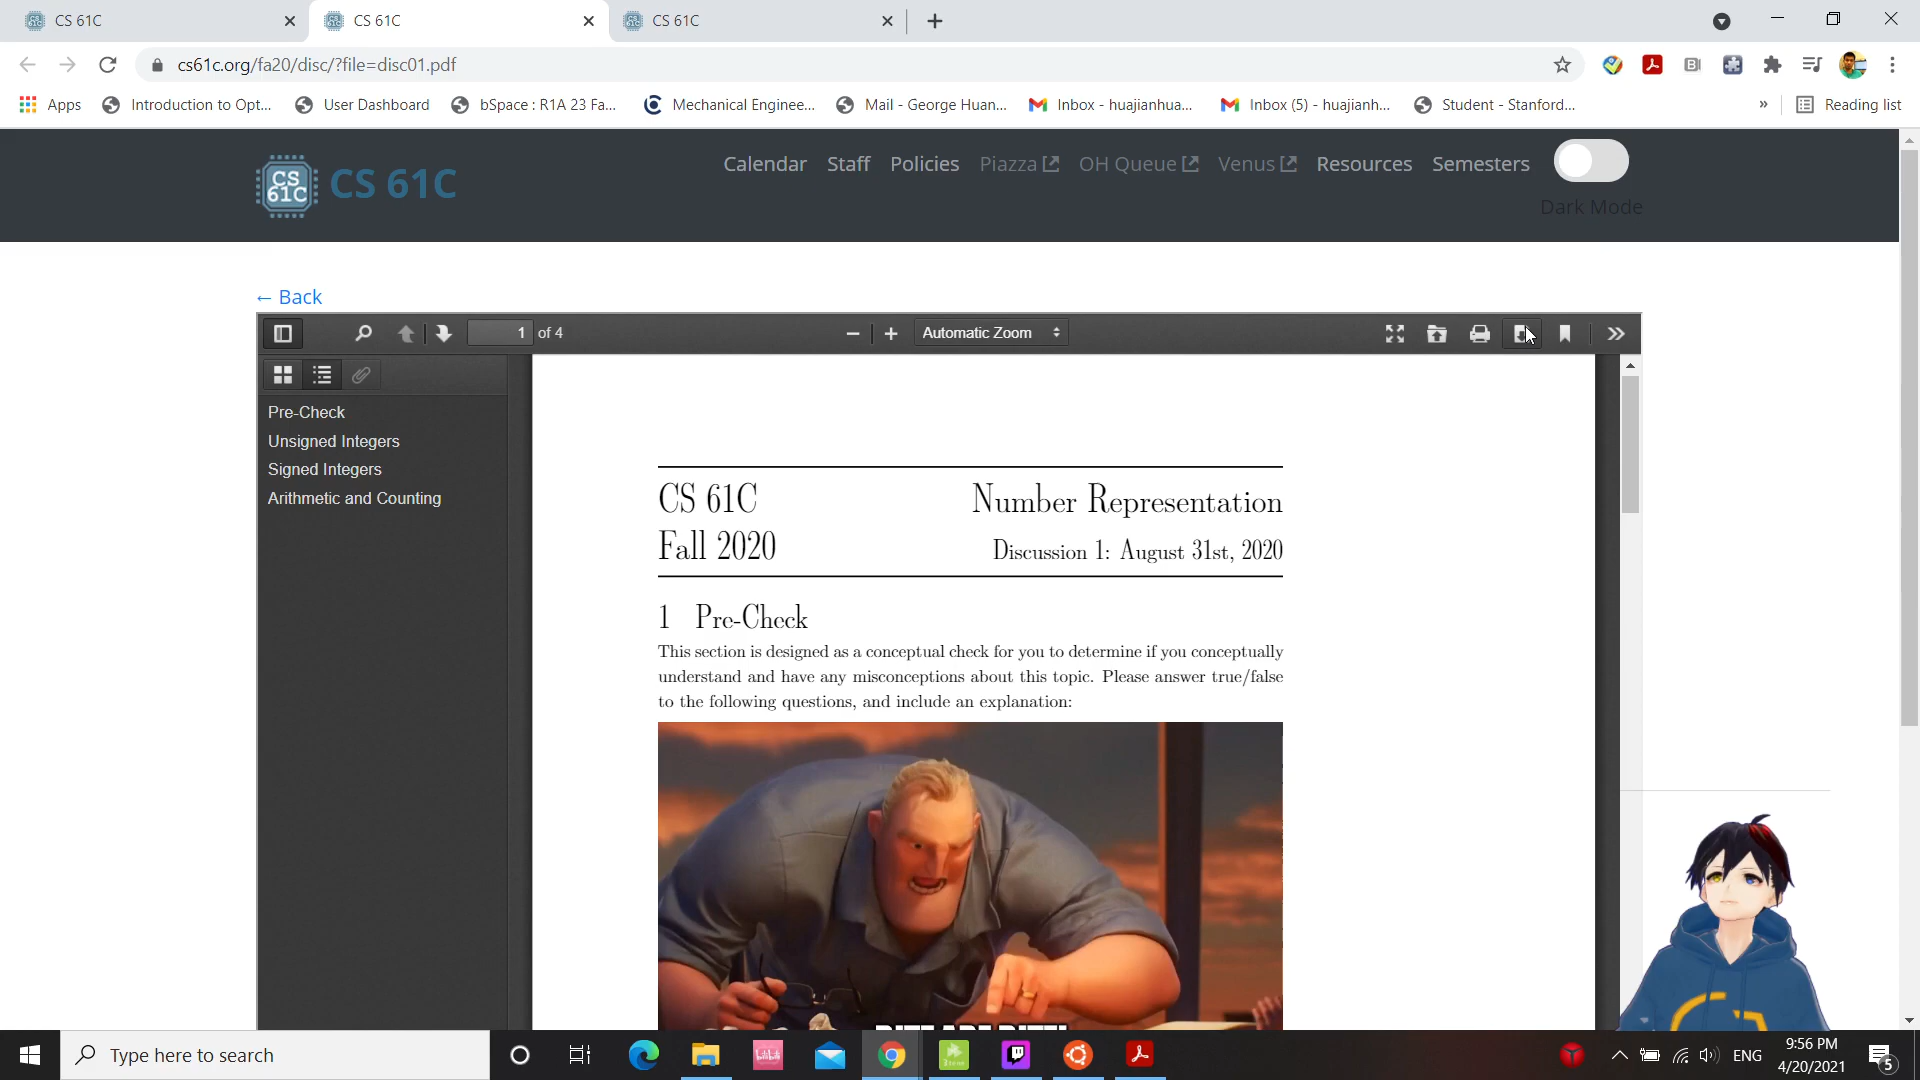 CS 61C
CS 61C
CS 61C
cs61c.org/fa20/disc/?file=disc01.pdf
Apps
Introduction to Opt...
User Dashboard
bSpace : R1A 23 Fa...
Mechanical Enginee...
Mail - George Huan...
Inbox - huajianhua...
Inbox (5) - huajianh...
Student - Stanford...
»
Reading list
CS 61C
CS 61C
Calendar
Staff
Policies
Piazza
OH Queue
Venus
Resources
Semesters
Dark Mode
← Back
1 of 4
Automatic Zoom
Pre-Check
Unsigned Integers
Signed Integers
Arithmetic and Counting
CS 61C
Number Representation
Fall 2020
Discussion 1: August 31st, 2020
1 Pre-Check
This section is designed as a conceptual check for you to determine if you conceptually
understand and have any misconceptions about this topic. Please answer true/false
to the following questions, and include an explanation:
Type here to search
ENG
9:56 PM
4/20/2021
5